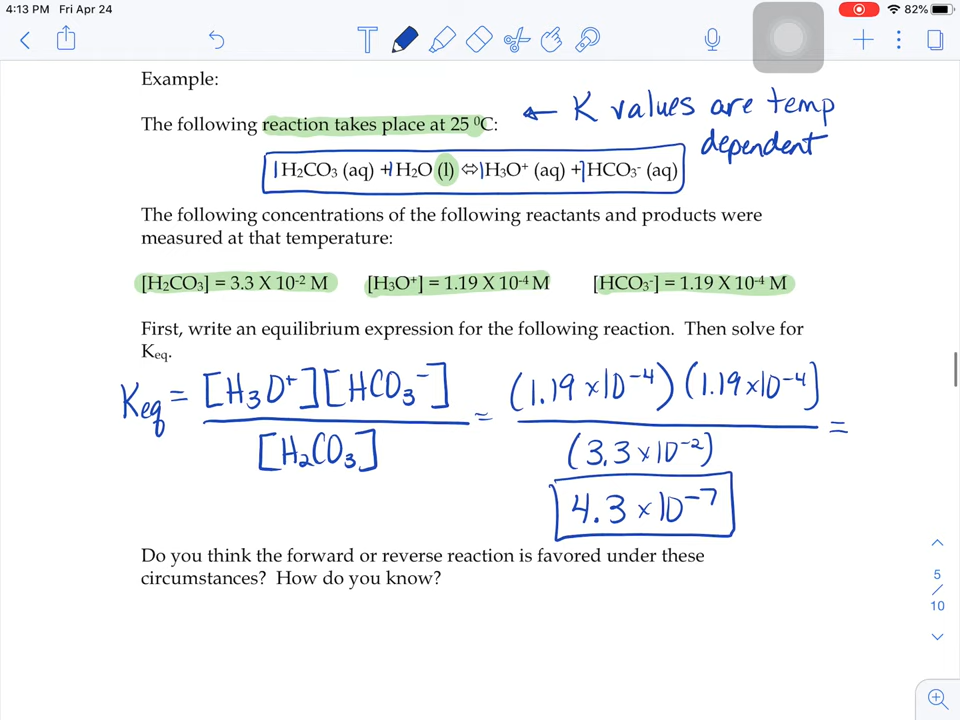 4:13 PM Fri Apr 24
82%
Example:
← K values are temp
The following reaction takes place at 25 ⁰C:
dependent
1 H₂CO₃ (aq) + 1 H₂O (l) ⇔ 1 H₃O⁺ (aq) + 1 HCO₃⁻ (aq)
The following concentrations of the following reactants and products were
measured at that temperature:
[H₂CO₃] = 3.3 X 10⁻² M [H₃O⁺] = 1.19 X 10⁻⁴ M [HCO₃⁻] = 1.19 X 10⁻⁴ M
First, write an equilibrium expression for the following reaction. Then solve for
Keq.
Keq = [H₃O⁺][HCO₃⁻] = (1.19 x 10⁻⁴)(1.19 x 10⁻⁴) =
[H₂CO₃] (3.3 x 10⁻²)
4.3 x 10⁻⁷
Do you think the forward or reverse reaction is favored under these
circumstances? How do you know?
5
/
10